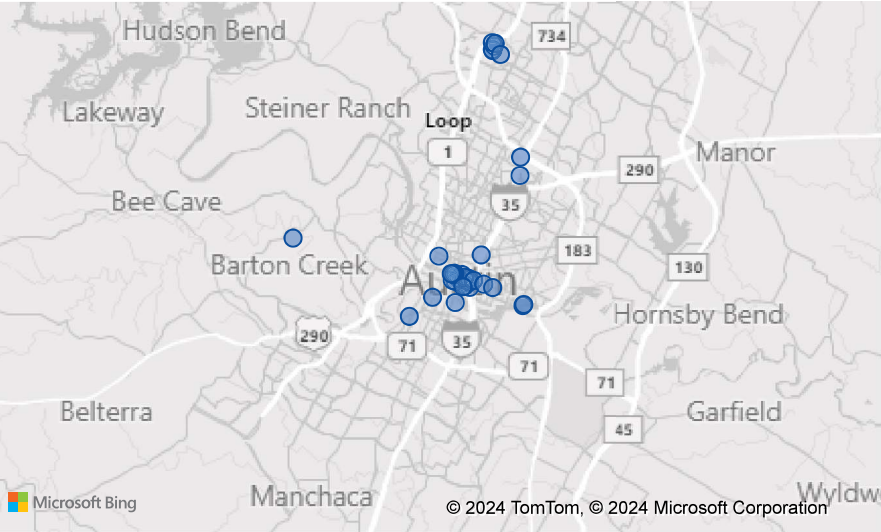 Hudson Bend
734
Lakeway
Steiner Ranch
Loop
1
Manor
290
Bee Cave
35
183
Barton Creek
130
Austin
Hornsby Bend
290
71
35
71
71
Belterra
Garfield
45
Manchaca
Wyldw
Microsoft Bing
© 2024 TomTom, © 2024 Microsoft Corporation